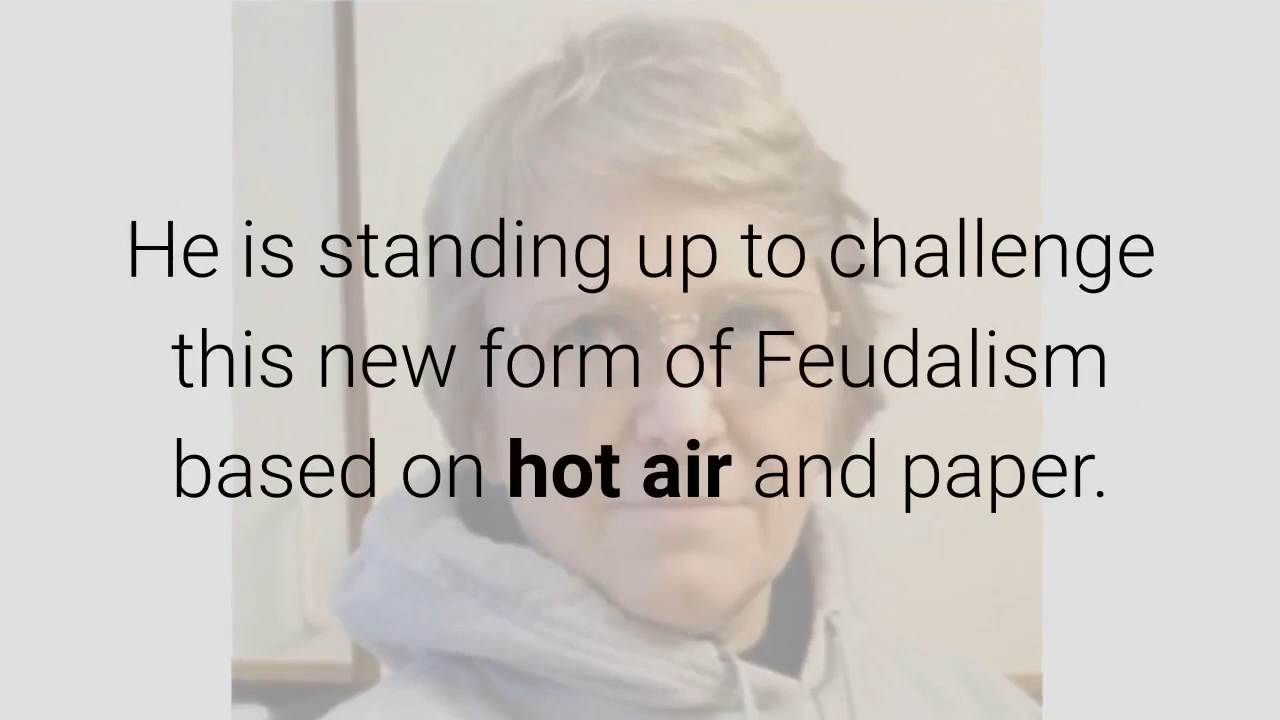 He is standing up to challenge
this new form of Feudalism
based on hot air and paper.